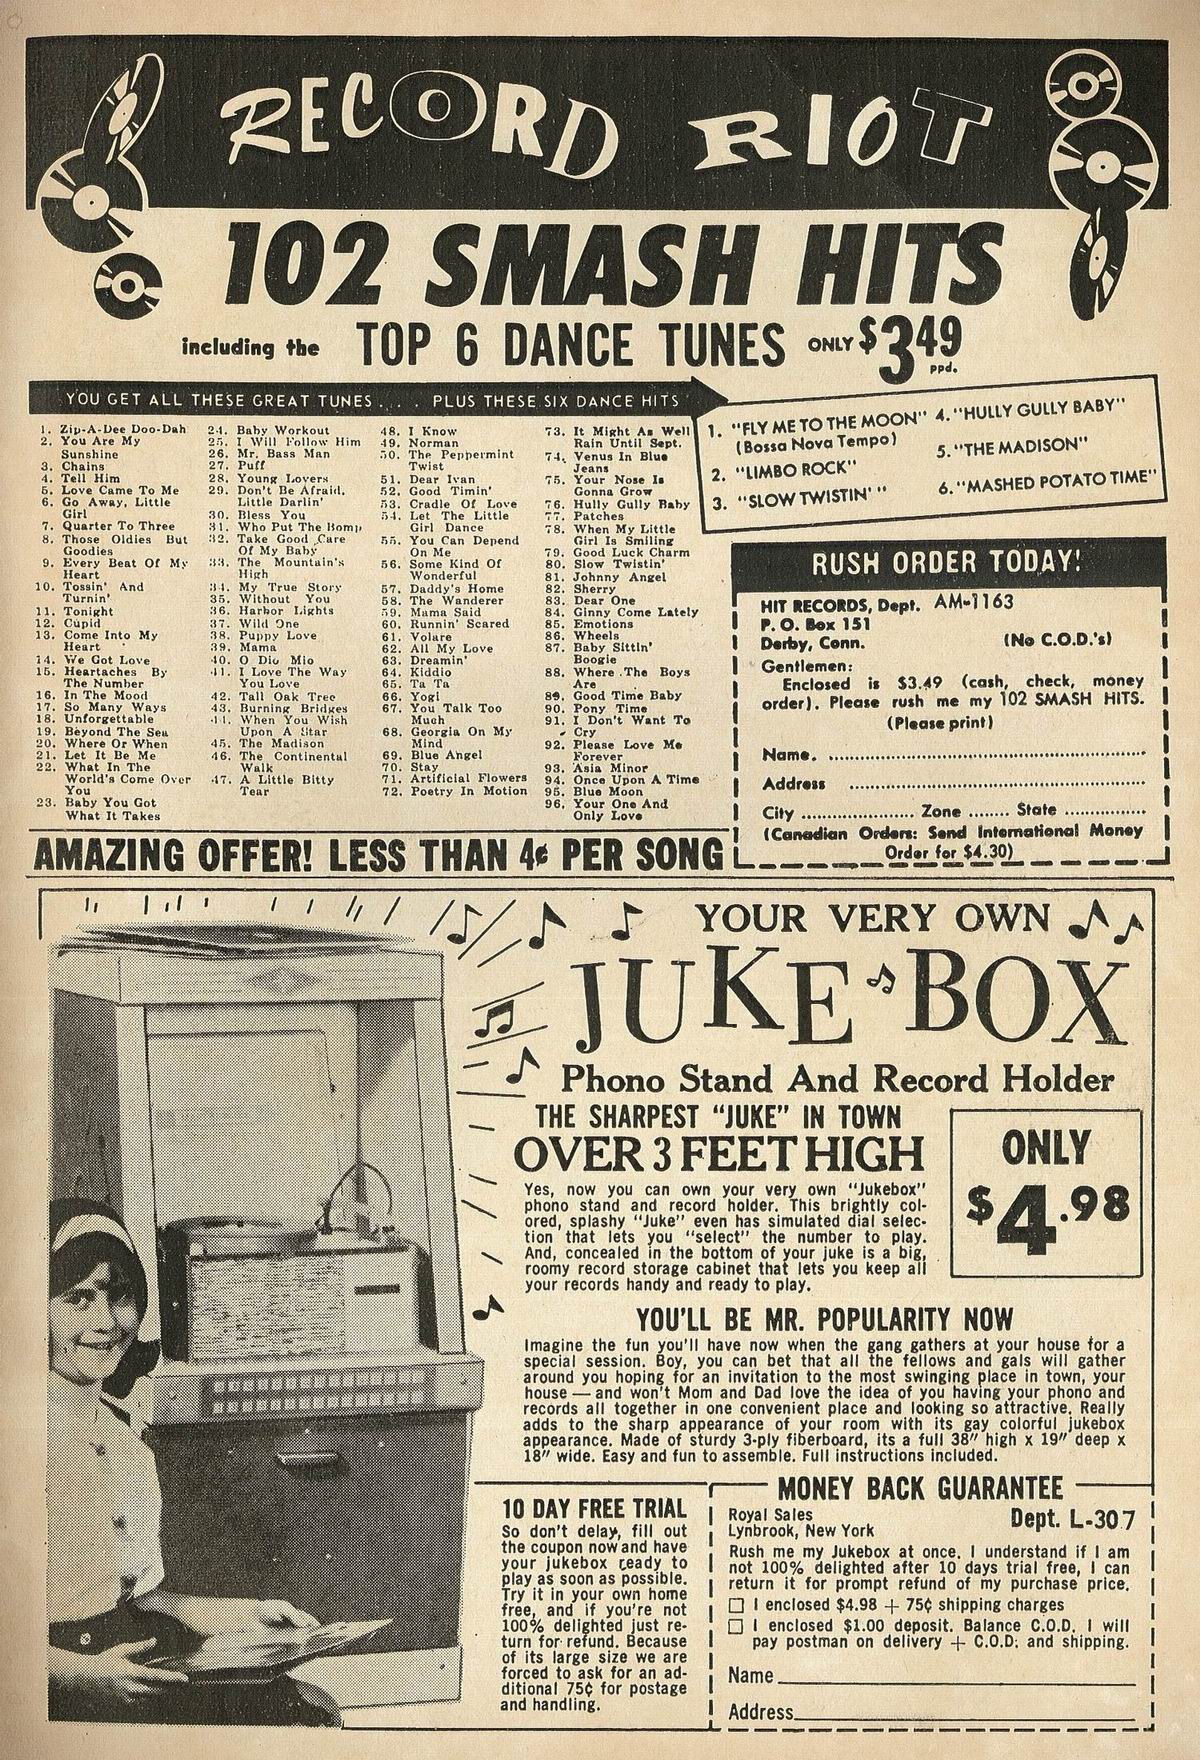 RECORD RIOT
102 SMASH HITS
including the TOP 6 DANCE TUNES ONLY $3.49 ppd.
YOU GET ALL THESE GREAT TUNES . . . . PLUS THESE SIX DANCE HITS
1. Zip-A-Dee Doo-Dah
2. You Are My
Sunshine
3. Chains
4. Tell Him
5. Love Came To Me
6. Go Away, Little
Girl
7. Quarter To Three
8. Those Oldies But
Goodies
9. Every Beat Of My
Heart
10. Tossin' And
Turnin'
11. Tonight
12. Cupid
13. Come Into My
Heart
14. We Got Love
15. Heartaches By
The Number
16. In The Mood
17. So Many Ways
18. Unforgettable
19. Beyond The Sea
20. Where Or When
21. Let It Be Me
22. What In The
World's Come Over
You
23. Baby You Got
What It Takes
24. Baby Workout
25. I Will Follow Him
26. Mr. Bass Man
27. Puff
28. Young Lovers
29. Don't Be Afraid,
Little Darlin'
30. Bless You
31. Who Put The Bomp
32. Take Good Care
Of My Baby
33. The Mountain's
High
34. My True Story
35. Without You
36. Harbor Lights
37. Wild One
38. Puppy Love
39. Mama
40. O Dio Mio
41. I Love The Way
You Love
42. Tall Oak Tree
43. Burning Bridges
44. When You Wish
Upon A Star
45. The Madison
46. The Continental
Walk
47. A Little Bitty
Tear
48. I Know
49. Norman
50. The Peppermint
Twist
51. Dear Ivan
52. Good Timin'
53. Cradle Of Love
54. Let The Little
Girl Dance
55. You Can Depend
On Me
56. Some Kind Of
Wonderful
57. Daddy's Home
58. The Wanderer
59. Mama Said
60. Runnin' Scared
61. Volare
62. All My Love
63. Dreamin'
64. Kiddio
65. Ta Ta
66. Yogi
67. You Talk Too
Much
68. Georgia On My
Mind
69. Blue Angel
70. Stay
71. Artificial Flowers
72. Poetry In Motion
73. It Might As Well
Rain Until Sept.
74. Venus In Blue
Jeans
75. Your Nose Is
Gonna Grow
76. Hully Gully Baby
77. Patches
78. When My Little
Girl Is Smiling
79. Good Luck Charm
80. Slow Twistin'
81. Johnny Angel
82. Sherry
83. Dear One
84. Ginny Come Lately
85. Emotions
86. Wheels
87. Baby Sittin'
Boogie
88. Where The Boys
Are
89. Good Time Baby
90. Pony Time
91. I Don't Want To
Cry
92. Please Love Me
Forever
93. Asia Minor
94. Once Upon A Time
95. Blue Moon
96. Your One And
Only Love
1. "FLY ME TO THE MOON"
(Bossa Nova Tempo)
2. "LIMBO ROCK"
3. "SLOW TWISTIN' "
4. "HULLY GULLY BABY"
5. "THE MADISON"
6. "MASHED POTATO TIME"
RUSH ORDER TODAY!
HIT RECORDS, Dept. AM-1163
P. O. Box 151
Derby, Conn. (No C.O.D.'s)
Gentlemen:
Enclosed is $3.49 (cash, check, money
order). Please rush me my 102 SMASH HITS.
(Please print)
Name.
Address
City Zone State
(Canadian Orders: Send International Money
Order for $4.30)
AMAZING OFFER! LESS THAN 4¢ PER SONG
YOUR VERY OWN
JUKE BOX
Phono Stand And Record Holder
THE SHARPEST "JUKE" IN TOWN
OVER 3 FEET HIGH
ONLY
$4.98
Yes, now you can own your very own "Jukebox"
phono stand and record holder. This brightly col-
ored, splashy "Juke" even has simulated dial selec-
tion that lets you "select" the number to play.
And, concealed in the bottom of your juke is a big,
roomy record storage cabinet that lets you keep all
your records handy and ready to play.
YOU'LL BE MR. POPULARITY NOW
Imagine the fun you'll have now when the gang gathers at your house for a
special session. Boy, you can bet that all the fellows and gals will gather
around you hoping for an invitation to the most swinging place in town, your
house — and won't Mom and Dad love the idea of you having your phono and
records all together in one convenient place and looking so attractive. Really
adds to the sharp appearance of your room with its gay colorful jukebox
appearance. Made of sturdy 3-ply fiberboard, its a full 38" high x 19" deep x
18" wide. Easy and fun to assemble. Full instructions included.
10 DAY FREE TRIAL
So don't delay, fill out
the coupon now and have
your jukebox ready to
play as soon as possible.
Try it in your own home
free, and if you're not
100% delighted just re-
turn for refund. Because
of its large size we are
forced to ask for an ad-
ditional 75¢ for postage
and handling.
MONEY BACK GUARANTEE
Royal Sales Dept. L-307
Lynbrook, New York
Rush me my Jukebox at once. I understand if I am
not 100% delighted after 10 days trial free, I can
return it for prompt refund of my purchase price.
☐ I enclosed $4.98 + 75¢ shipping charges
☐ I enclosed $1.00 deposit. Balance C.O.D. I will
pay postman on delivery + C.O.D. and shipping.
Name
Address